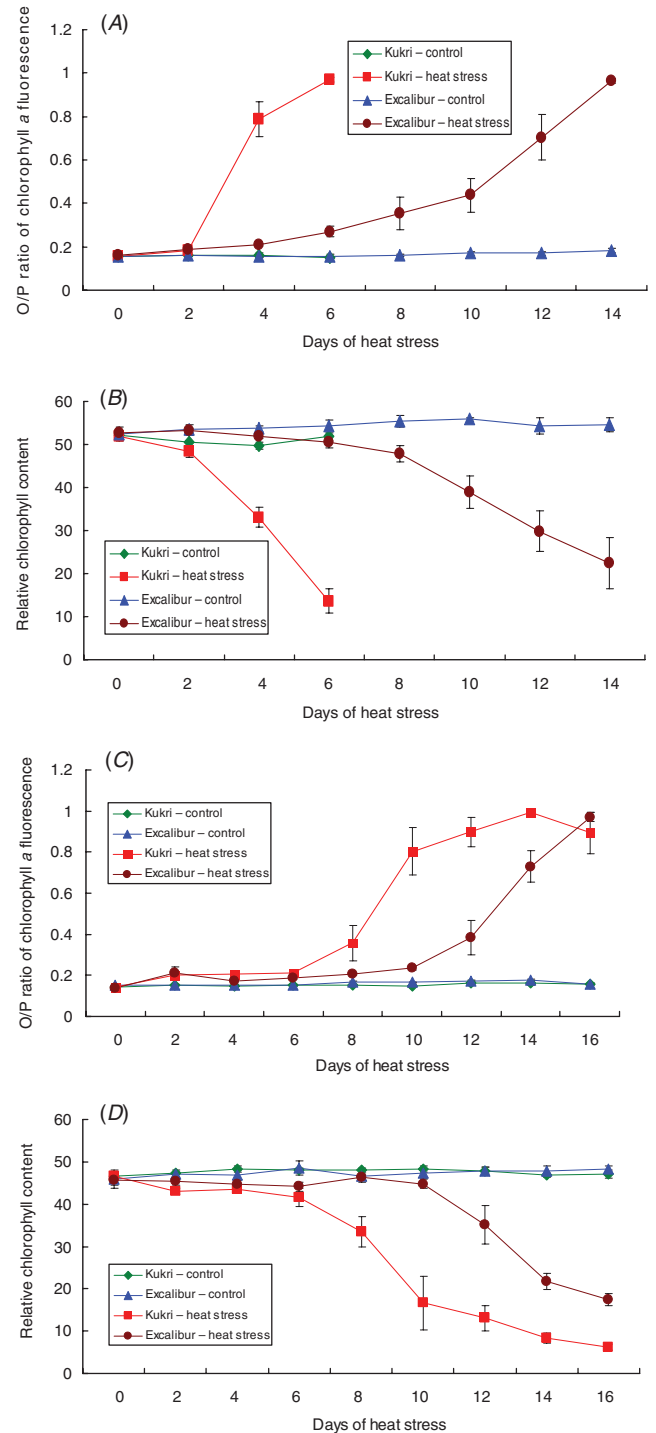 (A)
1.2
1
0.8
0.6
0.4
0.2
0
O/P ratio of chlorophyll a fluorescence
Kukri – control
Kukri – heat stress
Excalibur – control
Excalibur – heat stress
0 2 4 6 8 10 12 14
Days of heat stress
(B)
60
50
40
30
20
10
0
Relative chlorophyll content
Kukri – control
Kukri – heat stress
Excalibur – control
Excalibur – heat stress
0 2 4 6 8 10 12 14
Days of heat stress
(C)
1.2
1
0.8
0.6
0.4
0.2
0
O/P ratio of chlorophyll a fluorescence
Kukri – control
Excalibur – control
Kukri – heat stress
Excalibur – heat stress
0 2 4 6 8 10 12 14 16
Days of heat stress
(D)
60
50
40
30
20
10
0
Relative chlorophyll content
Kukri – control
Excalibur – control
Kukri – heat stress
Excalibur – heat stress
0 2 4 6 8 10 12 14 16
Days of heat stress